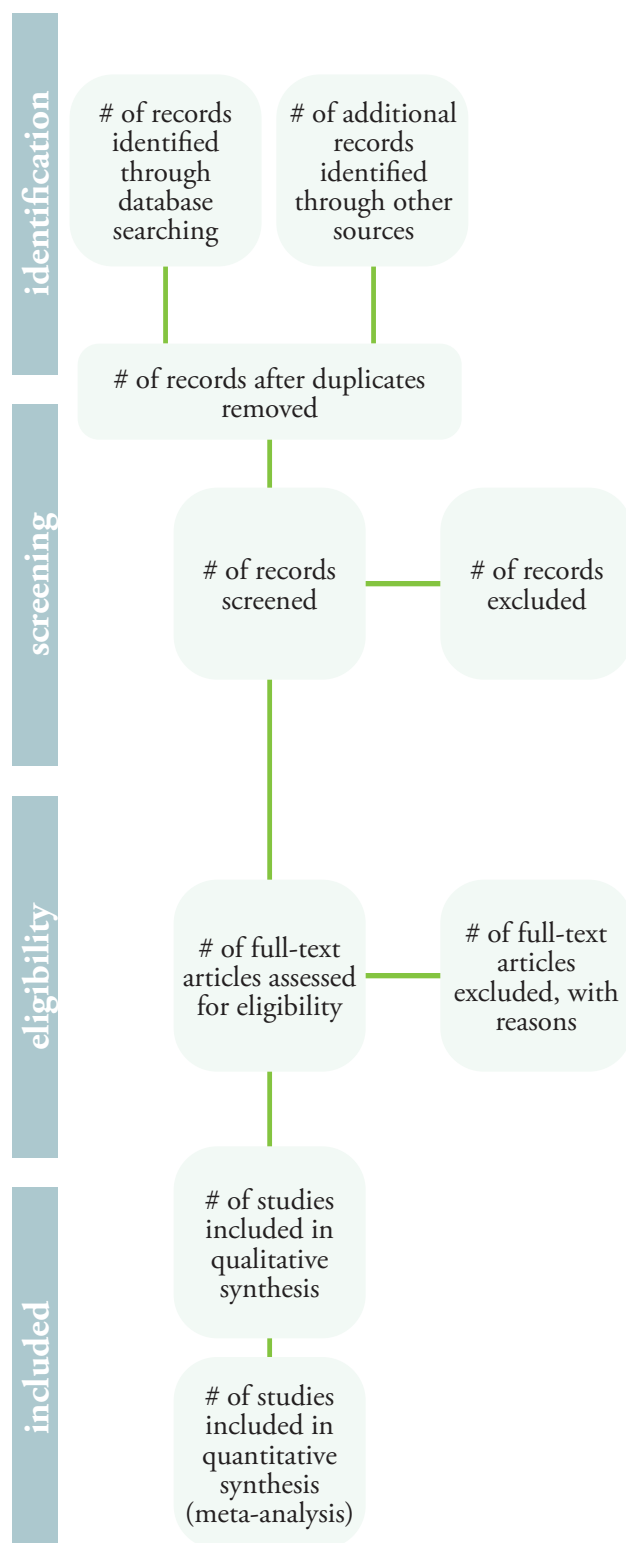 identification
# of records
identified
through
database
searching
# of additional
records
identified
through other
sources
# of records after duplicates
removed
screening
# of records
screened
# of records
excluded
eligibility
# of full-text
articles assessed
for eligibility
# of full-text
articles
excluded, with
reasons
included
# of studies
included in
qualitative
synthesis
# of studies
included in
quantitative
synthesis
(meta-analysis)